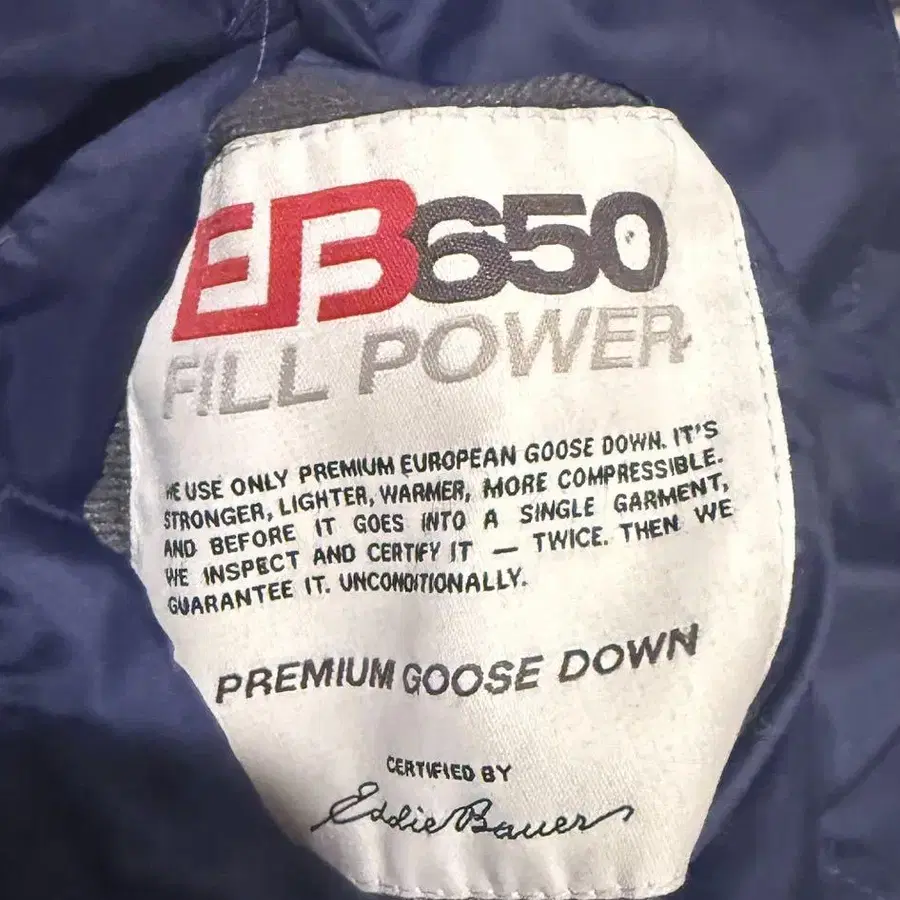 EB650
FILL POWER
WE USE ONLY PREMIUM EUROPEAN GOOSE DOWN. IT'S
STRONGER, LIGHTER, WARMER, MORE COMPRESSIBLE.
AND BEFORE IT GOES INTO A SINGLE GARMENT,
WE INSPECT AND CERTIFY IT — TWICE. THEN WE
GUARANTEE IT. UNCONDITIONALLY.
PREMIUM GOOSE DOWN
CERTIFIED BY
Eddie Bauer